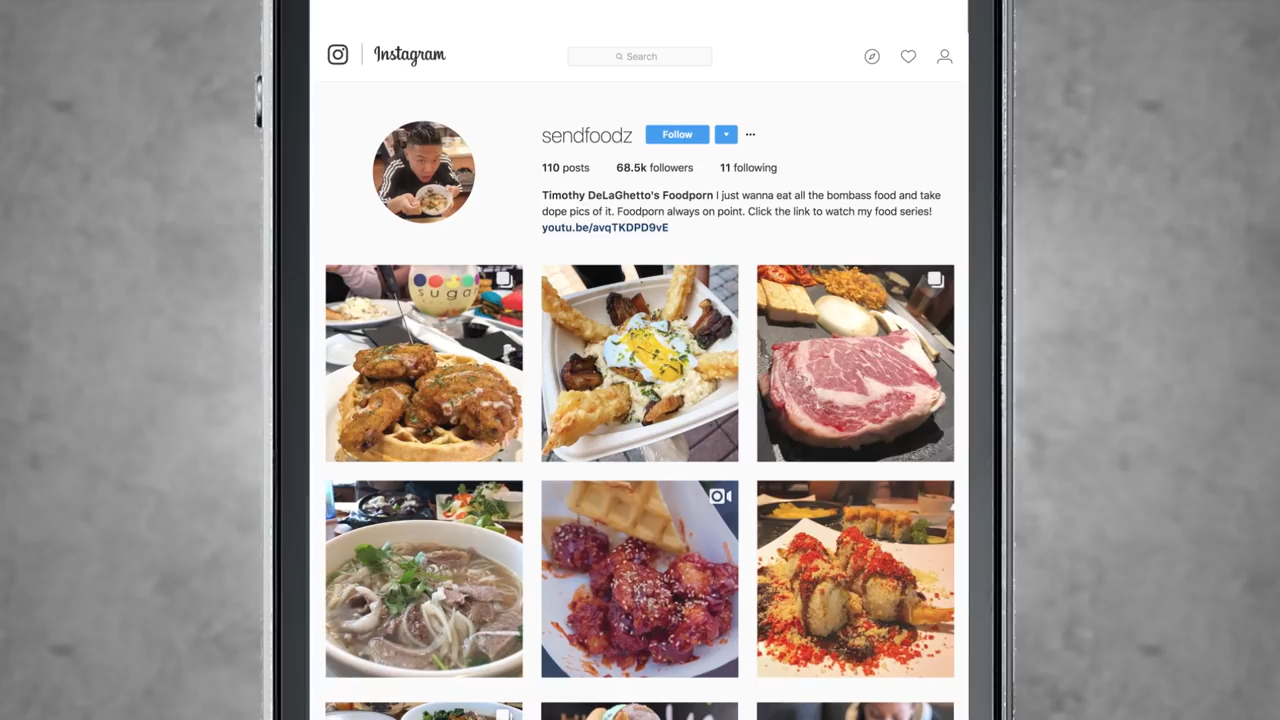 Instagram
Search
sendfoodz
Follow
110 posts 68.5k followers 11 following
Timothy DeLaGhetto's Foodporn I just wanna eat all the bombass food and take
dope pics of it. Foodporn always on point. Click the link to watch my food series!
youtu.be/avqTKDPD9vE
suga